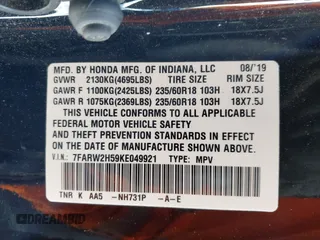 MFD. BY HONDA MFG. OF INDIANA, LLC 08/'19
GVWR 2130KG(4695LBS) TIRE SIZE RIM SIZE
GAWR F 1100KG(2425LBS) 235/60R18 103H 18X7.5J
GAWR R 1075KG(2369LBS) 235/60R18 103H 18X7.5J
THIS VEHICLE CONFORMS TO ALL APPLICABLE
FEDERAL MOTOR VEHICLE SAFETY
AND THEFT PREVENTION STANDARDS IN EFFECT
ON THE DATE OF MANUFACTURE SHOWN ABOVE.
V.I.N: 7FARW2H59KE049921 TYPE: MPV
TNR K AA5 -NH731P -A-E